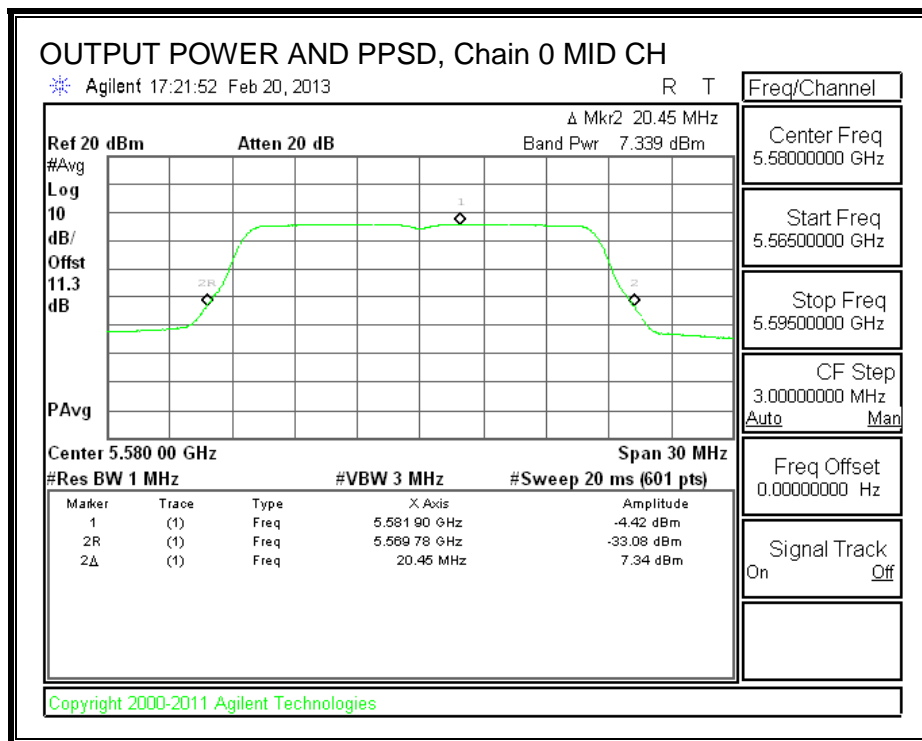 OUTPUT POWER AND PPSD, Chain 0 MID CH
Agilent 17:21:52 Feb 20, 2013 R T
Δ Mkr2 20.45 MHz
Ref 20 dBm Atten 20 dB Band Pwr 7.339 dBm
#Avg
Log
10
dB/
Offst
11.3
dB
PAvg
1
2R
2
Center 5.580 00 GHz Span 30 MHz
#Res BW 1 MHz #VBW 3 MHz #Sweep 20 ms (601 pts)
Marker Trace Type X Axis Amplitude
1 (1) Freq 5.581 90 GHz -4.42 dBm
2R (1) Freq 5.569 78 GHz -33.08 dBm
2Δ (1) Freq 20.45 MHz 7.34 dBm
Freq/Channel
Center Freq
5.58000000 GHz
Start Freq
5.56500000 GHz
Stop Freq
5.59500000 GHz
CF Step
3.00000000 MHz
Auto Man
Freq Offset
0.00000000 Hz
Signal Track
On Off
Copyright 2000-2011 Agilent Technologies